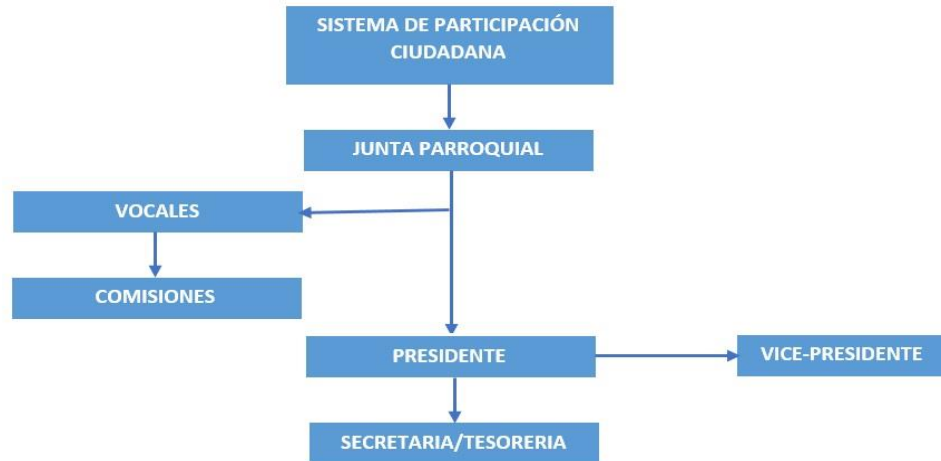 SISTEMA DE PARTICIPACIÓN
CIUDADANA
JUNTA PARROQUIAL
VOCALES
COMISIONES
PRESIDENTE
VICE-PRESIDENTE
SECRETARIA/TESORERIA